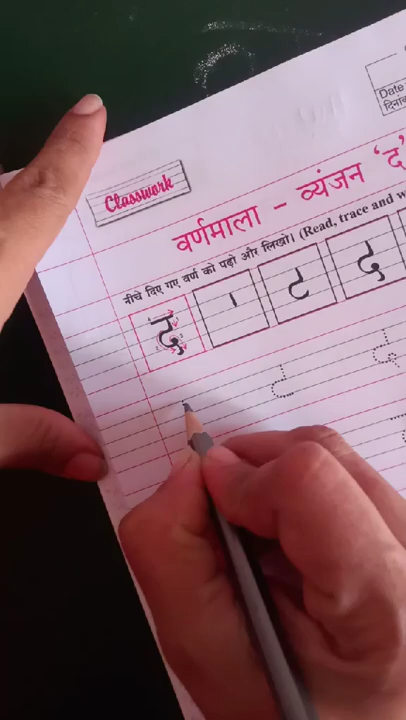 Date
दिनां
Classwork
वर्णमाला – व्यंजन ‘द’
नीचे दिए गए वर्ण को पढ़ो और लिखो। (Read, trace and w
द